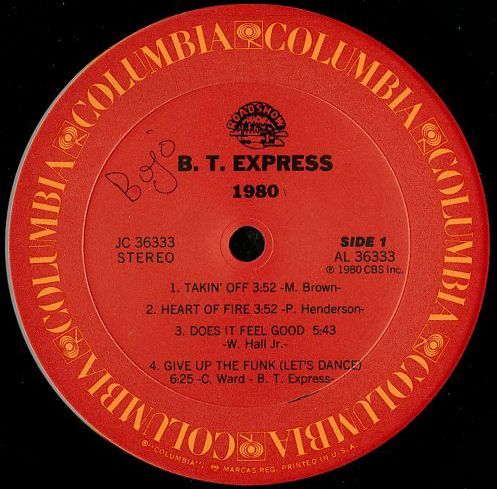 COLUMBIA COLUMBIA COLUMBIA COLUMBIA COLUMBIA COLUMBIA
ROADSHOW
Bojo
B. T. EXPRESS
1980
JC 36333
STEREO
SIDE 1
AL 36333
℗ 1980 CBS Inc.
1. TAKIN' OFF 3:52 -M. Brown-
2. HEART OF FIRE 3:52 -P. Henderson-
3. DOES IT FEEL GOOD 5:43
-W. Hall Jr.-
4. GIVE UP THE FUNK (LET'S DANCE)
6:25 -C. Ward - B. T. Express-
®"COLUMBIA", MARCAS REG. PRINTED IN U.S.A.